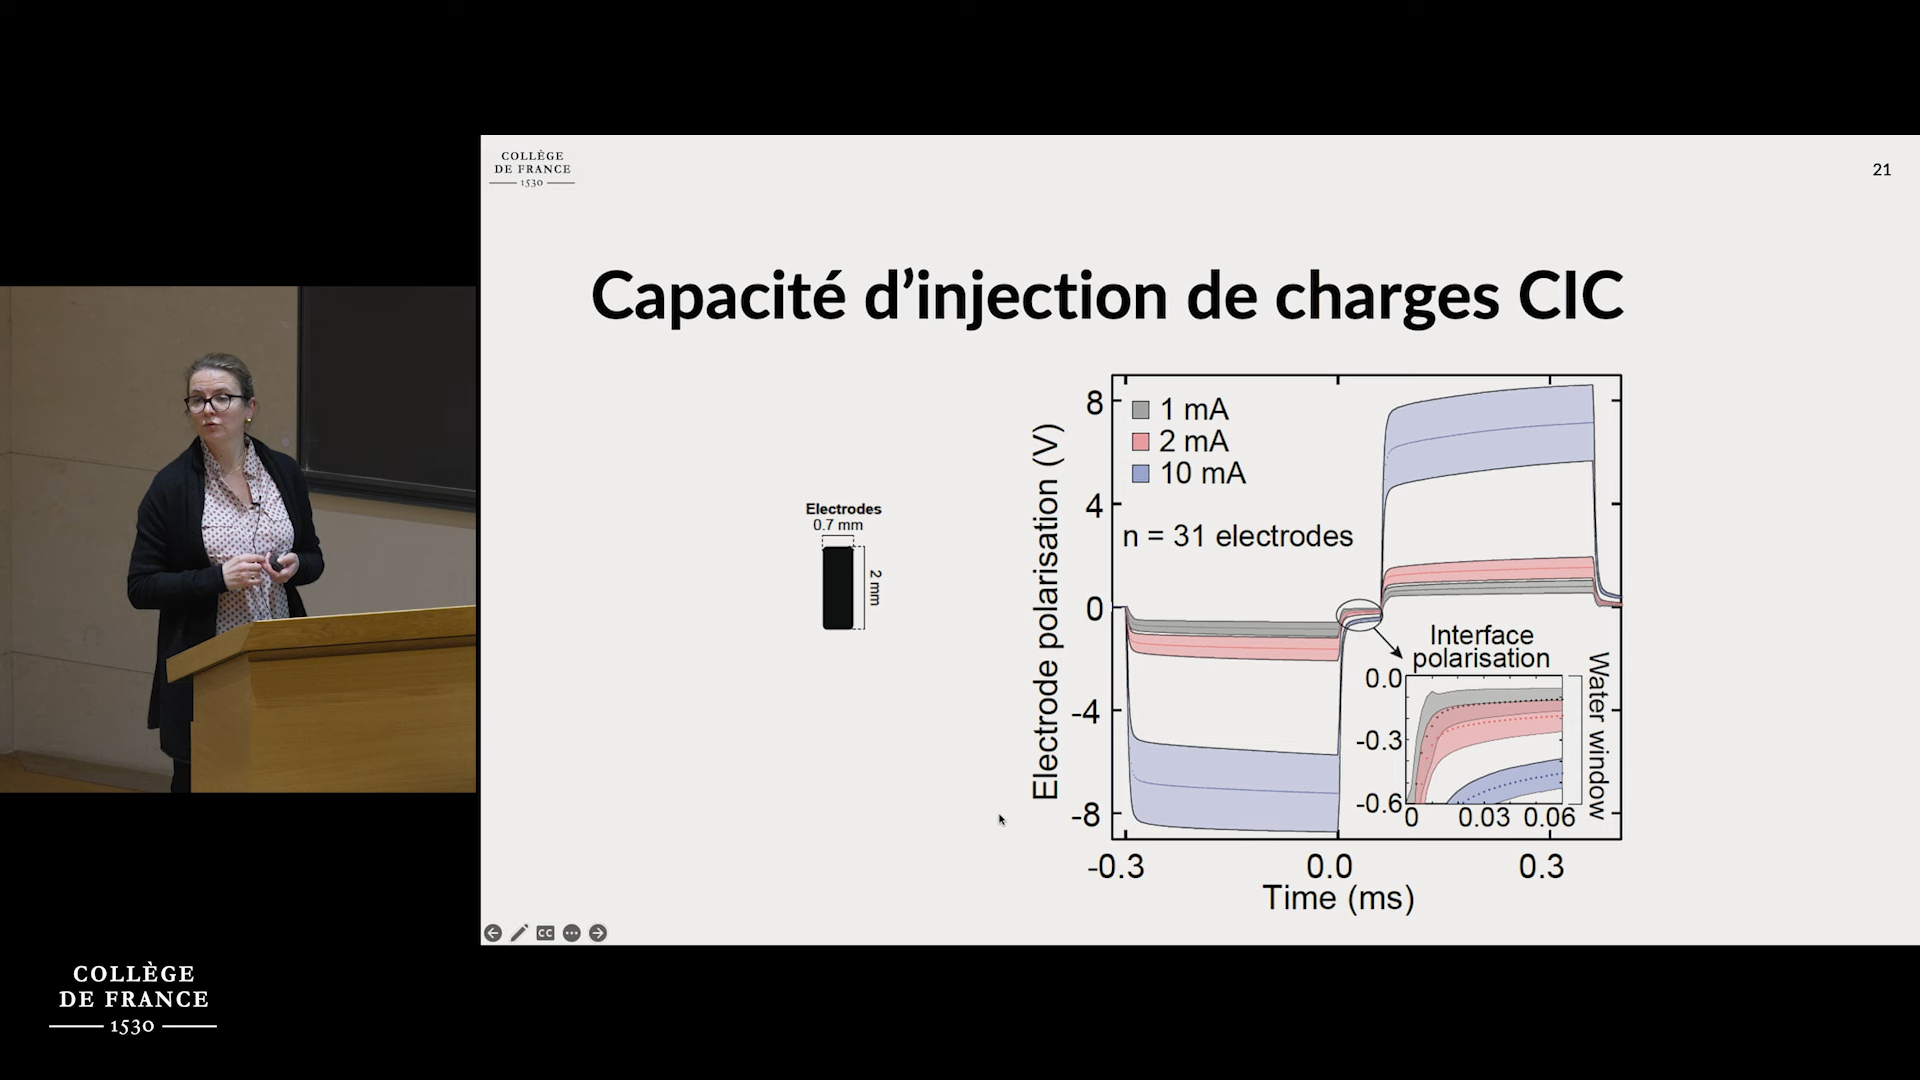 COLLÈGE
DE FRANCE
1530
21
Capacité d’injection de charges CIC
Electrodes
0.7 mm
2 mm
Electrode polarisation (V)
8
4
0
-4
-8
1 mA
2 mA
10 mA
n = 31 electrodes
Interface
polarisation
0.0
-0.3
-0.6
0 0.03 0.06
Water window
-0.3 0.0 0.3
Time (ms)
CC
COLLÈGE
DE FRANCE
1530